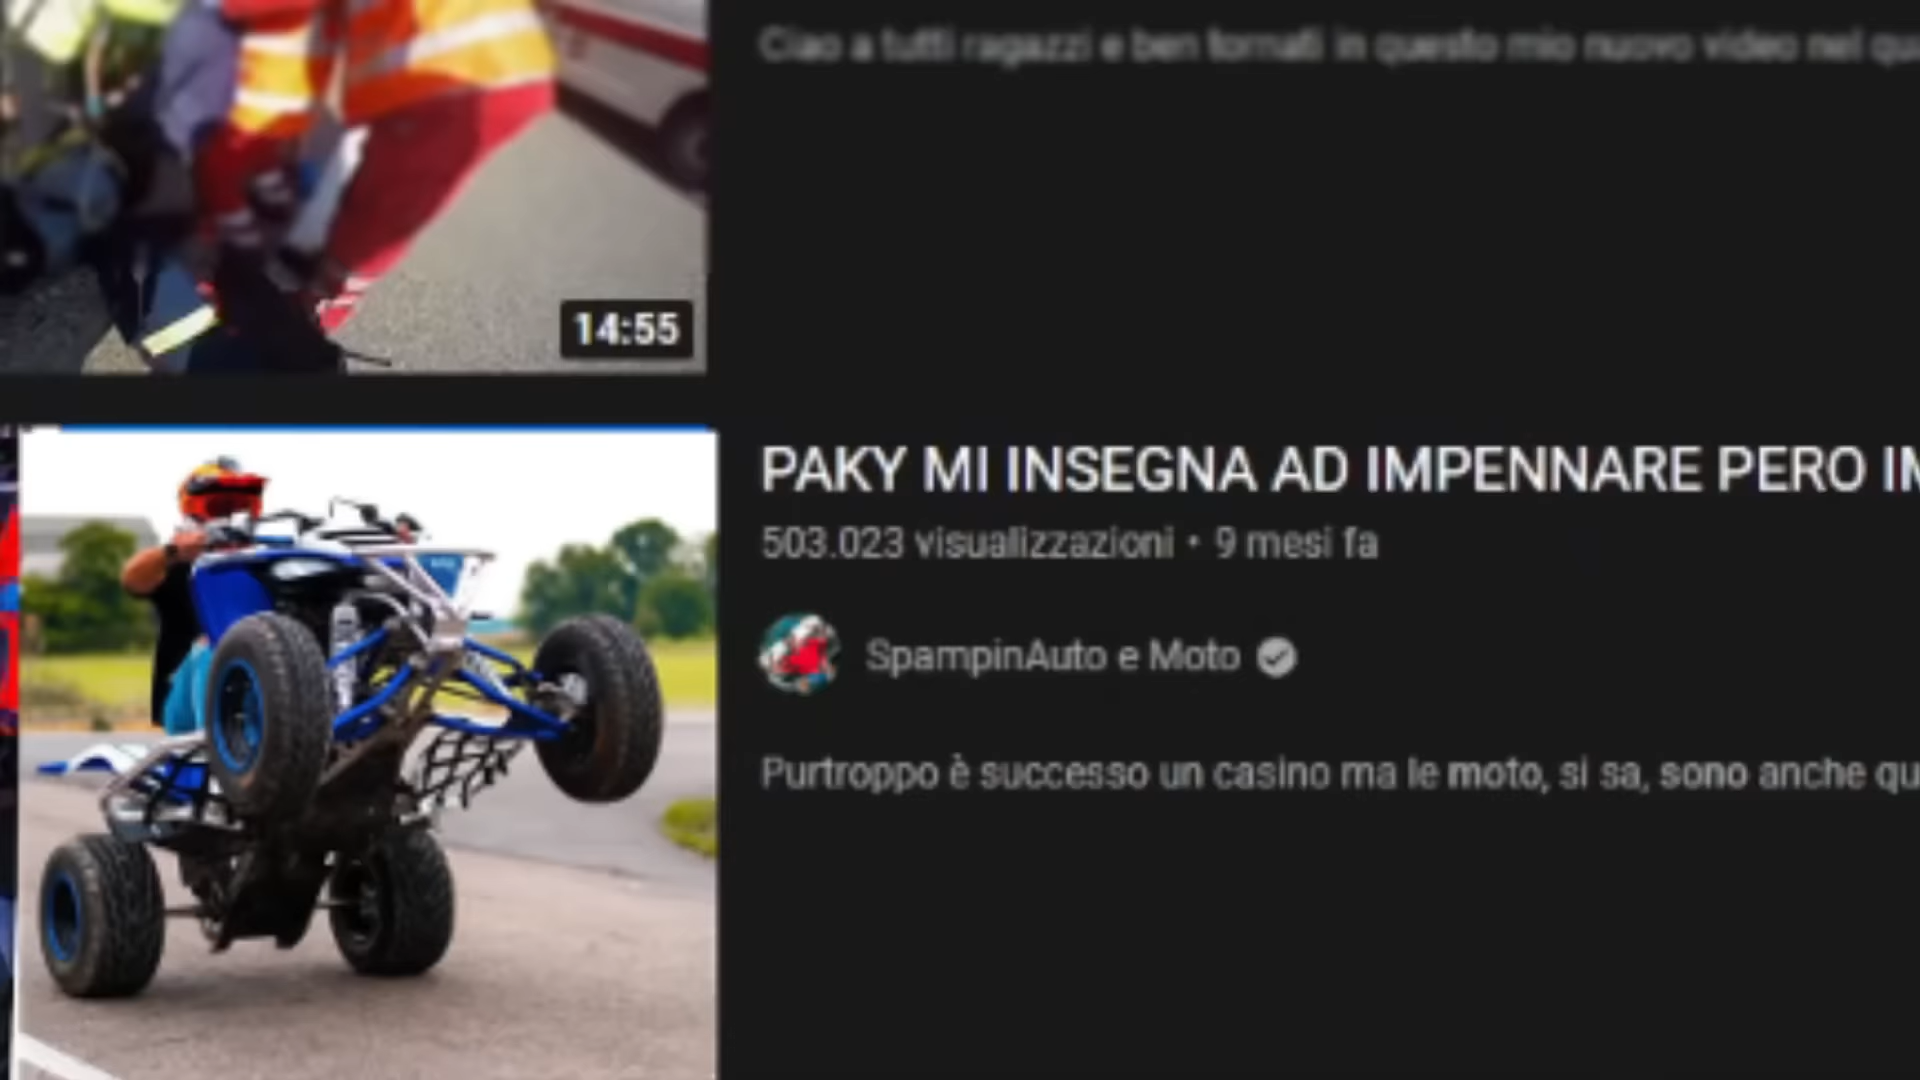 Ciao a tutti ragazzi e ben tornati in questo mio nuovo video nel
14:55
PAKY MI INSEGNA AD IMPENNARE PERO
503.023 visualizzazioni • 9 mesi fa
SpampinAuto e Moto
Purtroppo è successo un casino ma le moto, si sa, sono anche